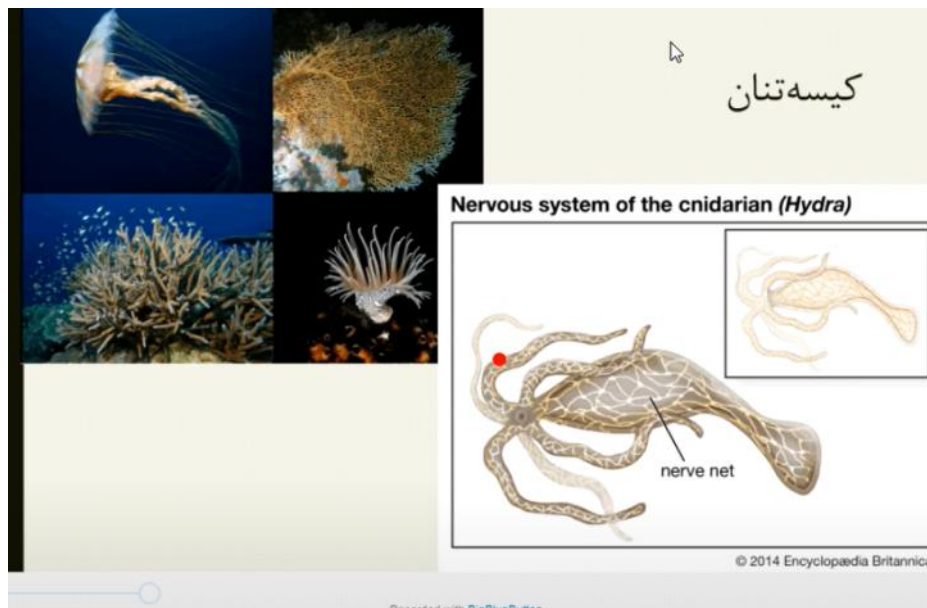 کیسه‌تنان
Nervous system of the cnidarian (Hydra)
nerve net
© 2014 Encyclopædia Britannica